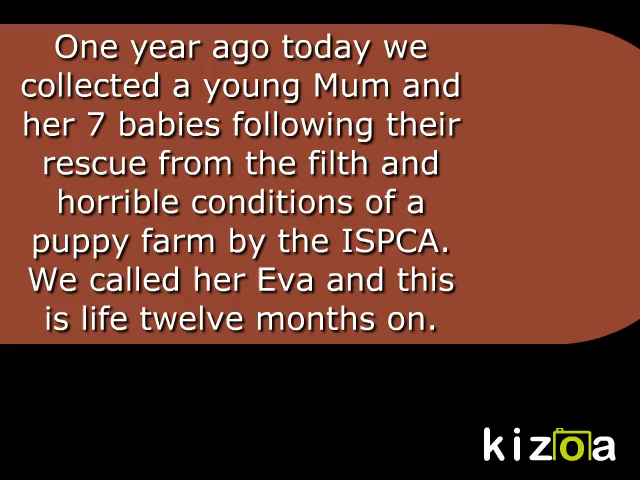 One year ago today we
collected a young Mum and
her 7 babies following their
rescue from the filth and
horrible conditions of a
puppy farm by the ISPCA.
We called her Eva and this
is life twelve months on.
kizoa